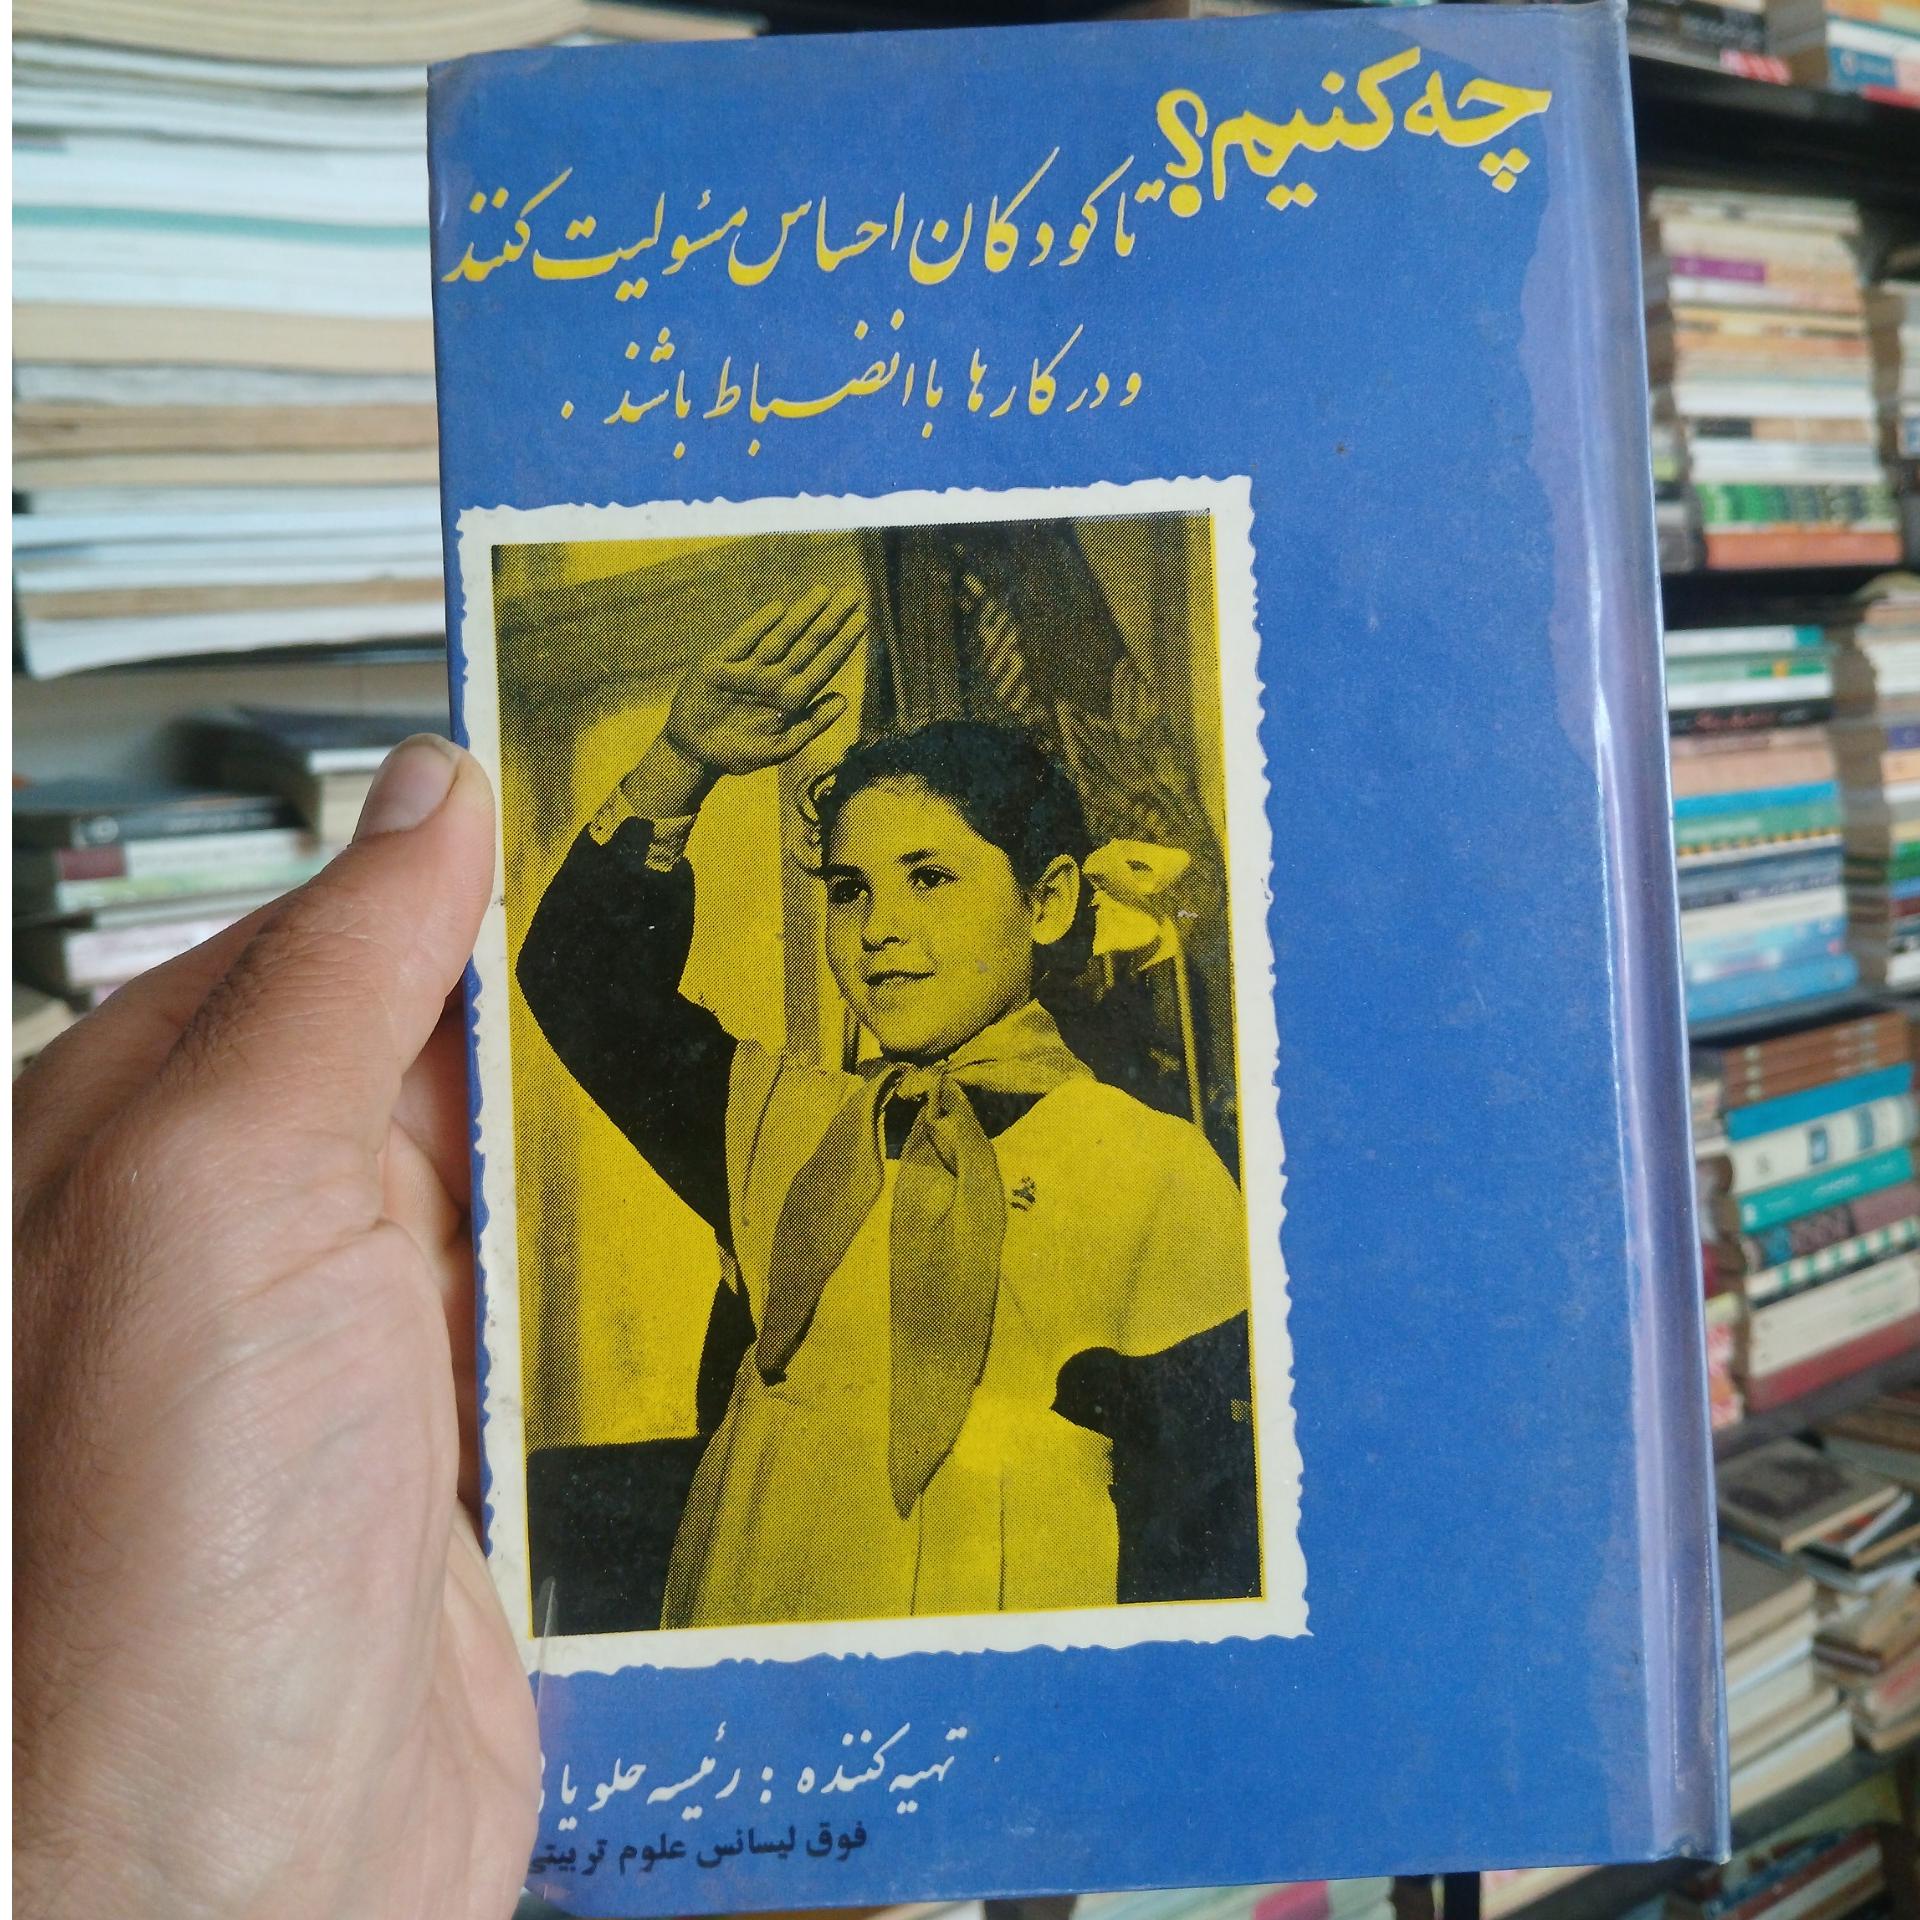 چه کنیم؟
تا کودکان احساس مسئولیت کنند
و در کارها با انضباط باشند .
تهیه کننده : رئیسه
فوق لیسانس علوم تربیتی